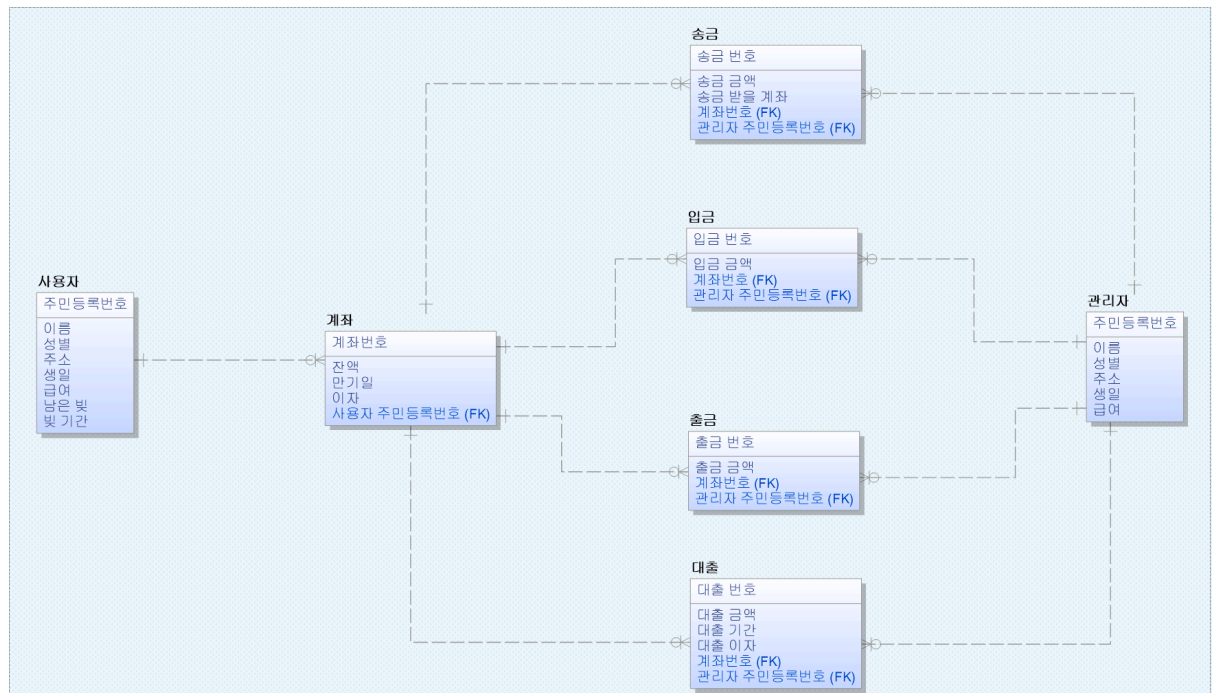 송금
송금 번호
송금 금액
송금 받을 계좌
계좌번호 (FK)
관리자 주민등록번호 (FK)
입금
입금 번호
입금 금액
계좌번호 (FK)
관리자 주민등록번호 (FK)
사용자
주민등록번호
이름
성별
주소
생일
급여
남은 빚
빚 기간
계좌
계좌번호
잔액
만기일
이자
사용자 주민등록번호 (FK)
관리자
주민등록번호
이름
성별
주소
생일
급여
출금
출금 번호
출금 금액
계좌번호 (FK)
관리자 주민등록번호 (FK)
대출
대출 번호
대출 금액
대출 기간
대출 이자
계좌번호 (FK)
관리자 주민등록번호 (FK)